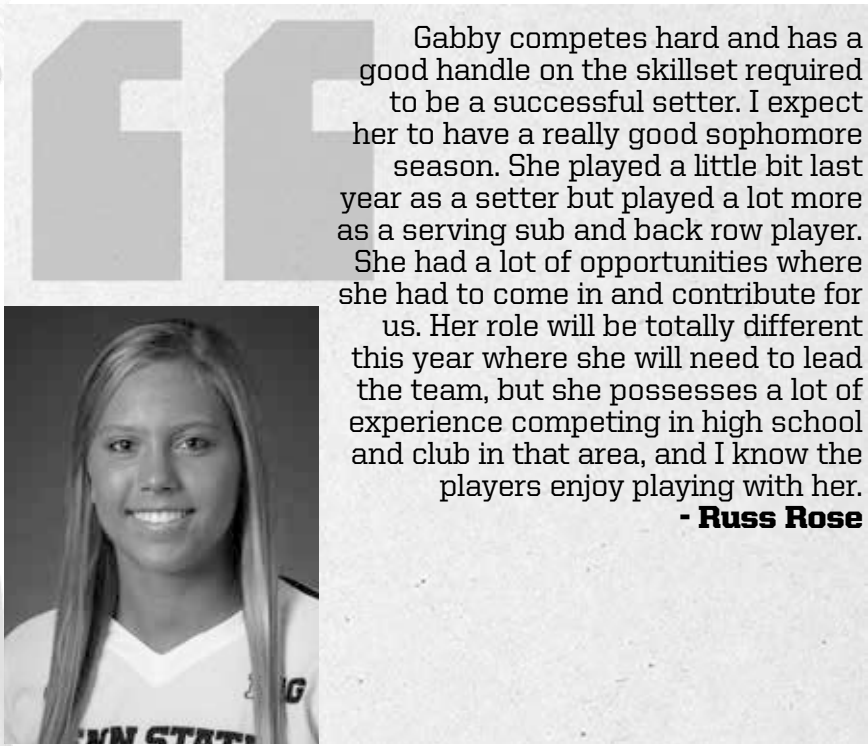 Gabby competes hard and has a
good handle on the skillset required
to be a successful setter. I expect
her to have a really good sophomore
season. She played a little bit last
year as a setter but played a lot more
as a serving sub and back row player.
She had a lot of opportunities where
she had to come in and contribute for
us. Her role will be totally different
this year where she will need to lead
the team, but she possesses a lot of
experience competing in high school
and club in that area, and I know the
players enjoy playing with her.
- Russ Rose